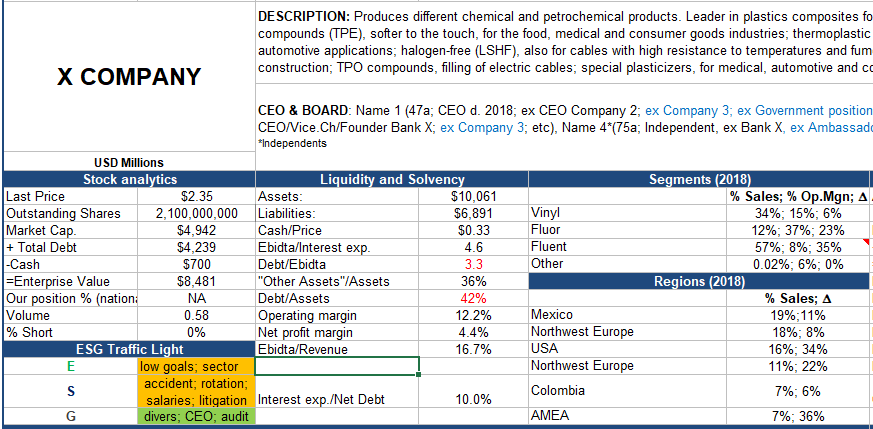 X COMPANY
DESCRIPTION: Produces different chemical and petrochemical products. Leader in plastics composites fo
compounds (TPE), softer to the touch, for the food, medical and consumer goods industries; thermoplastic
automotive applications; halogen-free (LSHF), also for cables with high resistance to temperatures and fum
construction; TPO compounds, filling of electric cables; special plasticizers, for medical, automotive and co
CEO & BOARD: Name 1 (47a; CEO d. 2018; ex CEO Company 2; ex Company 3; ex Government position
CEO/Vice.Ch/Founder Bank X; ex Company 3; etc), Name 4*(75a; Independent, ex Bank X, ex Ambassado
*Independents
USD Millions
Stock analytics Liquidity and Solvency Segments (2018)
Last Price $2.35 Assets: $10,061 % Sales; % Op.Mgn; Δ
Outstanding Shares 2,100,000,000 Liabilities: $6,891 Vinyl 34%; 15%; 6%
Market Cap. $4,942 Cash/Price $0.33 Fluor 12%; 37%; 23%
+ Total Debt $4,239 Ebidta/Interest exp. 4.6 Fluent 57%; 8%; 35%
-Cash $700 Debt/Ebidta 3.3 Other 0.02%; 6%; 0%
=Enterprise Value $8,481 "Other Assets"/Assets 36% Regions (2018)
Our position % (nationa NA Debt/Assets 42% % Sales; Δ
Volume 0.58 Operating margin 12.2% Mexico 19%;11%
% Short 0% Net profit margin 4.4% Northwest Europe 18%; 8%
ESG Traffic Light Ebidta/Revenue 16.7% USA 16%; 34%
E low goals; sector Northwest Europe 11%; 22%
S accident; rotation;
salaries; litigation Interest exp./Net Debt 10.0% Colombia 7%; 6%
G divers; CEO; audit AMEA 7%; 36%